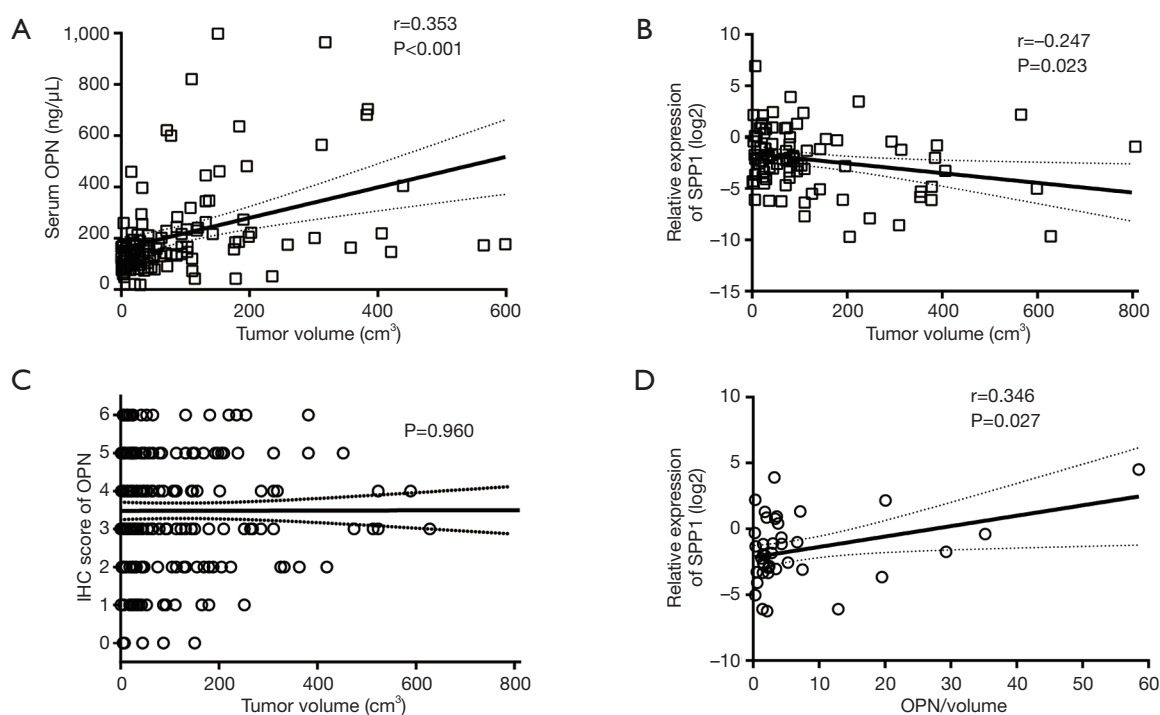 A
r=0.353
P<0.001
Serum OPN (ng/μL)
1,000
800
600
400
200
0
0 200 400 600
Tumor volume (cm³)
B
r=−0.247
P=0.023
Relative expression
of SPP1 (log2)
10
5
0
−5
−10
−15
0 200 400 600 800
Tumor volume (cm³)
C
P=0.960
IHC score of OPN
6
5
4
3
2
1
0
0 200 400 600 800
Tumor volume (cm³)
D
r=0.346
P=0.027
Relative expression
of SPP1 (log2)
10
5
0
−5
−10
0 10 20 30 40 50 60
OPN/volume